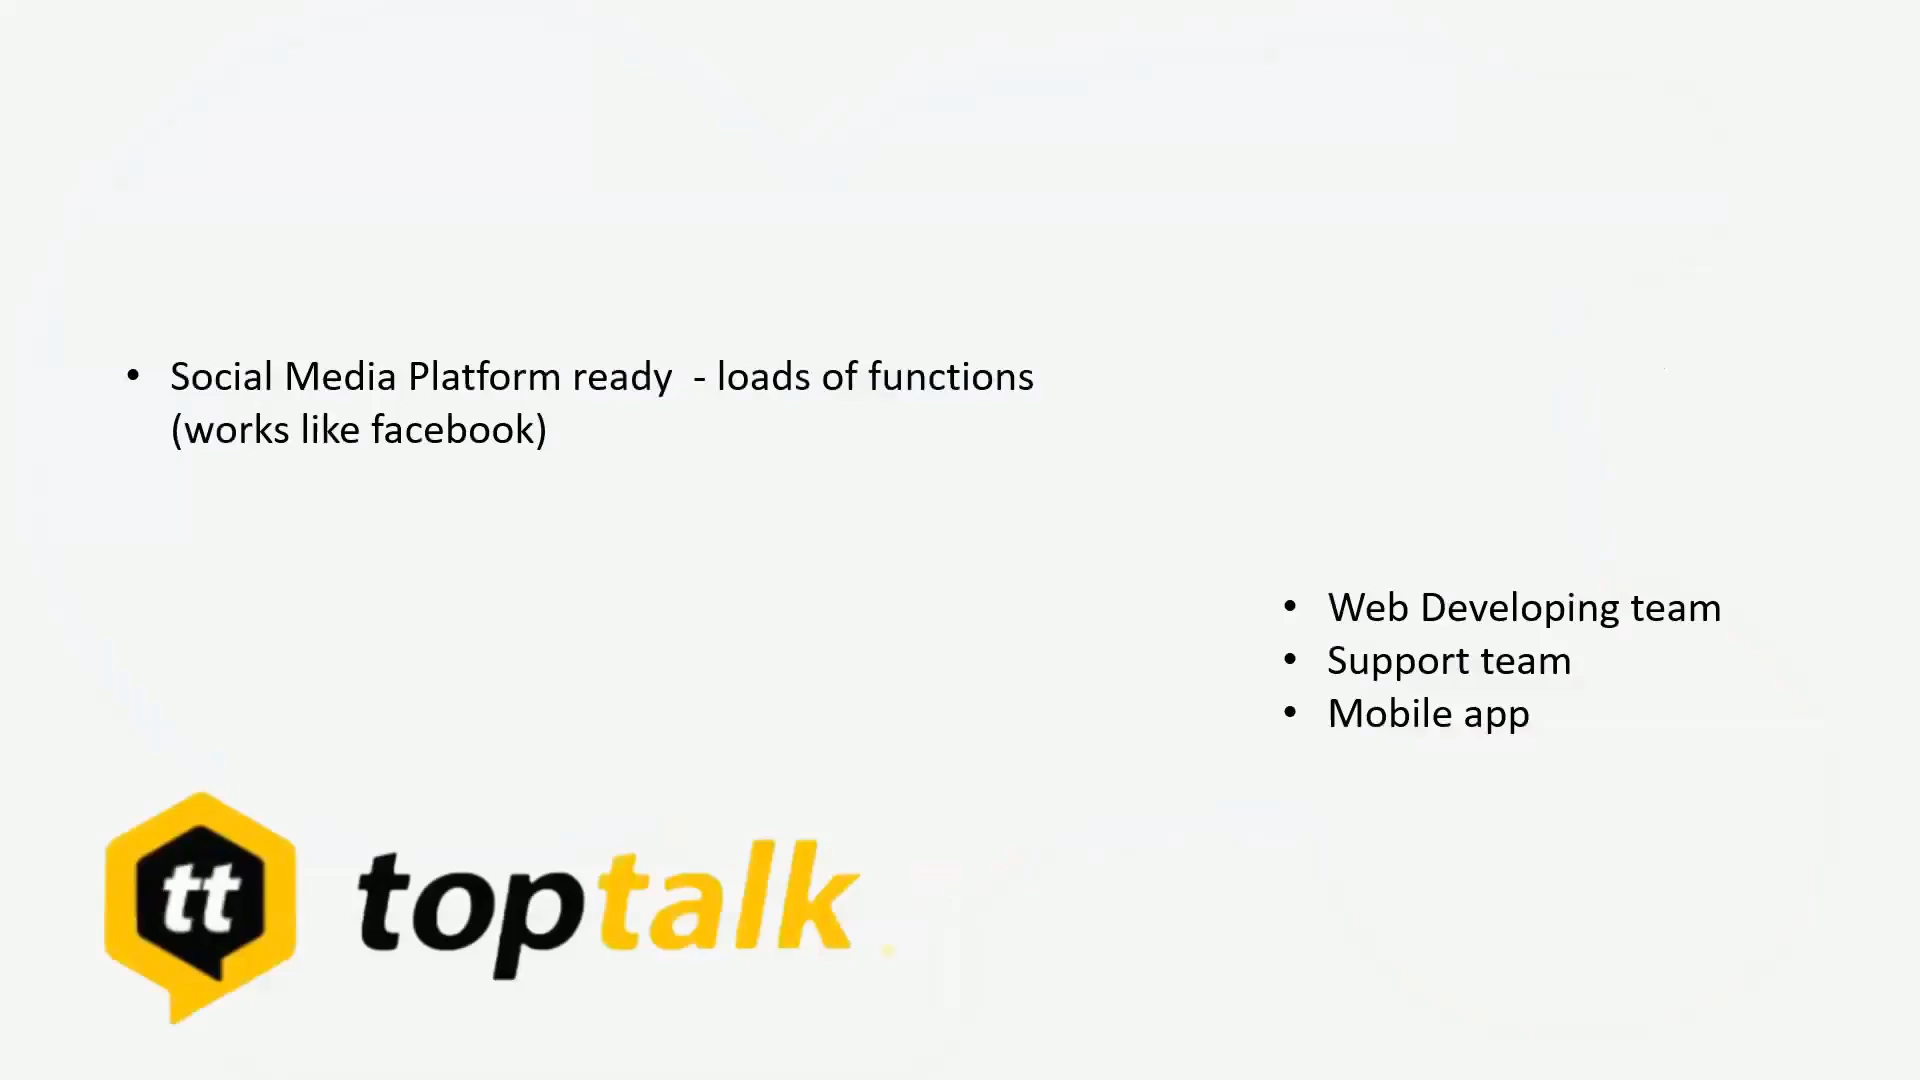 • Social Media Platform ready  - loads of functions
(works like facebook)
• Web Developing team
• Support team
• Mobile app
tt toptalk